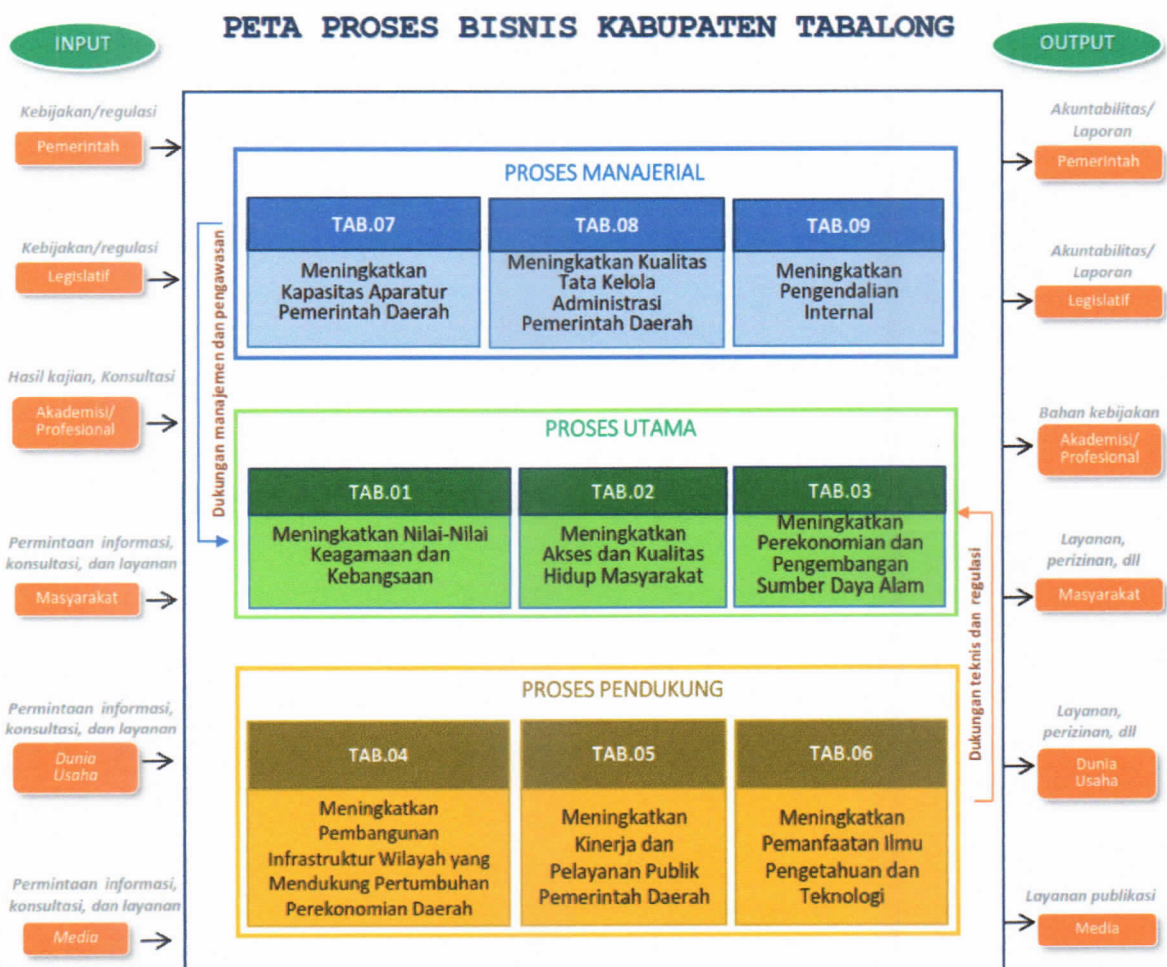 PETA PROSES BISNIS KABUPATEN TABALONG
INPUT
Kebijakan/regulasi
Pemerintah
Kebijakan/regulasi
Legislatif
Hasil kajian, Konsultasi
Akademisi/
Profesional
Permintaan informasi,
konsultasi, dan layanan
Masyarakat
Permintaan informasi,
konsultasi, dan layanan
Dunia
Usaha
Permintaan informasi,
konsultasi, dan layanan
Media
Dukungan manajemen dan pengawasan
PROSES MANAJERIAL
TAB.07
Meningkatkan
Kapasitas Aparatur
Pemerintah Daerah
TAB.08
Meningkatkan Kualitas
Tata Kelola
Administrasi
Pemerintah Daerah
TAB.09
Meningkatkan
Pengendalian
Internal
PROSES UTAMA
TAB.01
Meningkatkan Nilai-Nilai
Keagamaan dan
Kebangsaan
TAB.02
Meningkatkan
Akses dan Kualitas
Hidup Masyarakat
TAB.03
Meningkatkan
Perekonomian dan
Pengembangan
Sumber Daya Alam
PROSES PENDUKUNG
TAB.04
Meningkatkan
Pembangunan
Infrastruktur Wilayah yang
Mendukung Pertumbuhan
Perekonomian Daerah
TAB.05
Meningkatkan
Kinerja dan
Pelayanan Publik
Pemerintah Daerah
TAB.06
Meningkatkan
Pemanfaatan Ilmu
Pengetahuan dan
Teknologi
Dukungan teknis dan regulasi
OUTPUT
Akuntabilitas/
Laporan
Pemerintah
Akuntabilitas/
Laporan
Legislatif
Bahan kebijakan
Akademisi/
Profesional
Layanan,
perizinan, dll
Masyarakat
Layanan,
perizinan, dll
Dunia
Usaha
Layanan publikasi
Media